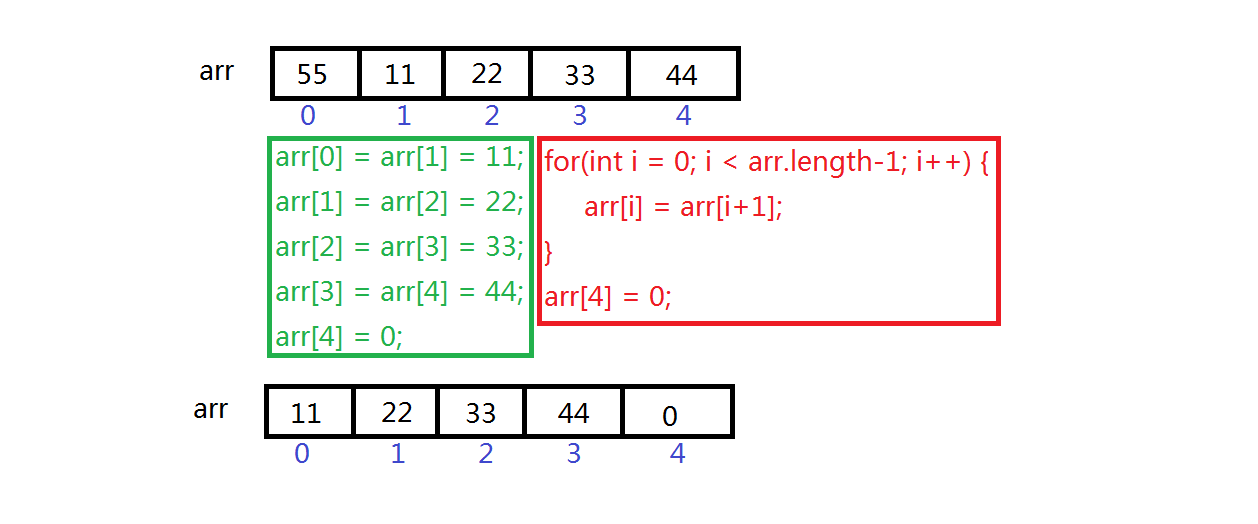 arr 55 11 22 33 44
0 1 2 3 4
arr[0] = arr[1] = 11;
arr[1] = arr[2] = 22;
arr[2] = arr[3] = 33;
arr[3] = arr[4] = 44;
arr[4] = 0;
for(int i = 0; i < arr.length-1; i++) {
arr[i] = arr[i+1];
}
arr[4] = 0;
arr 11 22 33 44 0
0 1 2 3 4